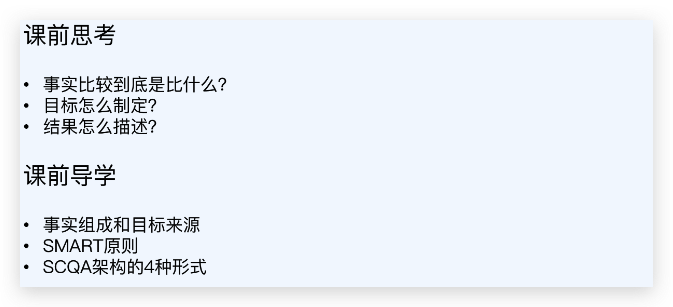 课前思考
• 事实比较到底是比什么?
• 目标怎么制定?
• 结果怎么描述?
课前导学
• 事实组成和目标来源
• SMART原则
• SCQA架构的4种形式